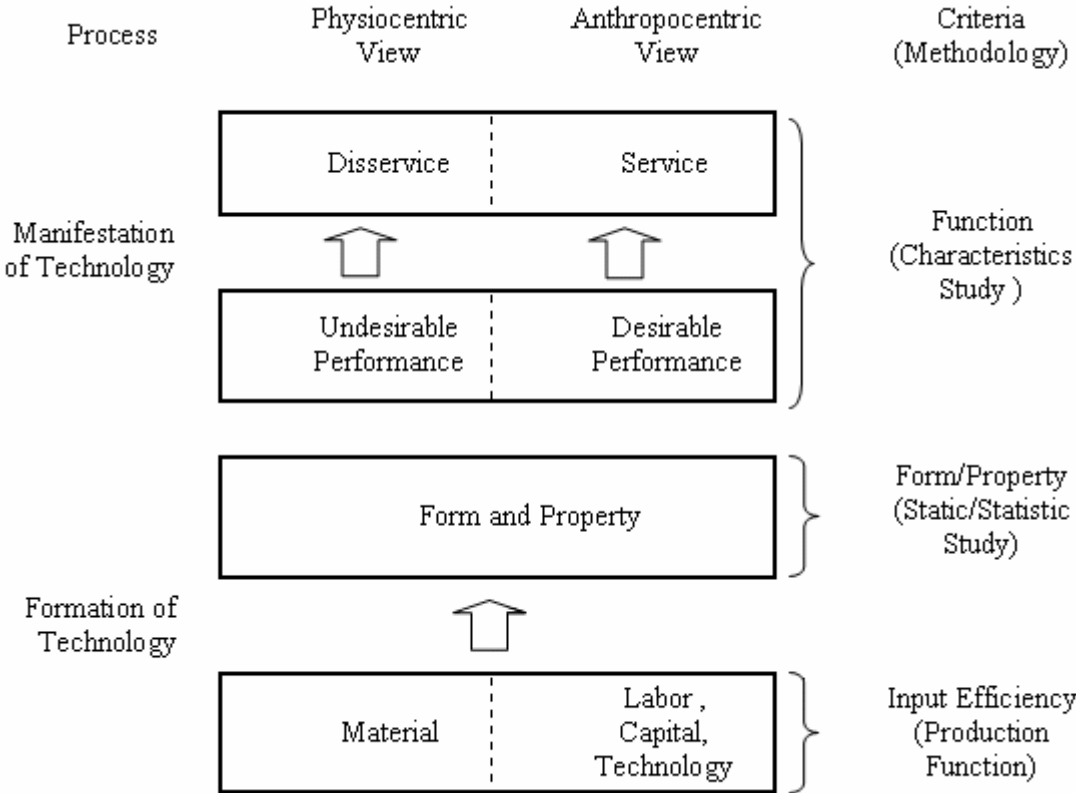 Process
Physiocentric
View
Anthropocentric
View
Criteria
(Methodology)
Disservice
Service
Manifestation
of Technology
Function
(Characteristics
Study )
Undesirable
Performance
Desirable
Performance
Form and Property
Form/Property
(Static/Statistic
Study)
Formation of
Technology
Material
Labor ,
Capital,
Technology
Input Efficiency
(Production
Function)